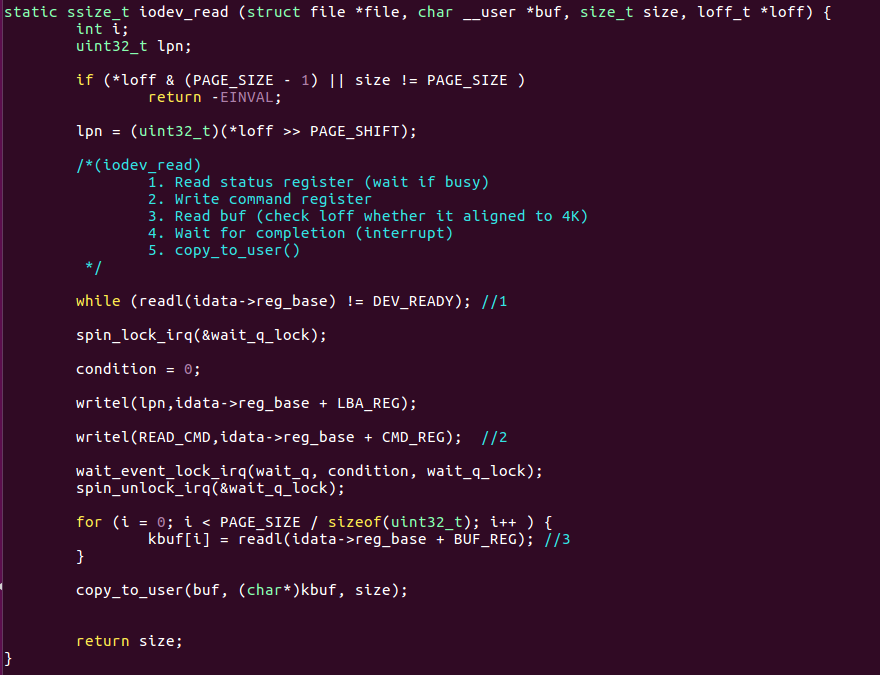 static ssize_t iodev_read (struct file *file, char __user *buf, size_t size, loff_t *loff) {
        int i;
        uint32_t lpn;

        if (*loff & (PAGE_SIZE - 1) || size != PAGE_SIZE )
                return -EINVAL;

        lpn = (uint32_t)(*loff >> PAGE_SHIFT);

        /*(iodev_read)
                1. Read status register (wait if busy)
                2. Write command register
                3. Read buf (check loff whether it aligned to 4K)
                4. Wait for completion (interrupt)
                5. copy_to_user()
         */

        while (readl(idata->reg_base) != DEV_READY); //1

        spin_lock_irq(&wait_q_lock);

        condition = 0;

        writel(lpn,idata->reg_base + LBA_REG);

        writel(READ_CMD,idata->reg_base + CMD_REG);  //2

        wait_event_lock_irq(wait_q, condition, wait_q_lock);
        spin_unlock_irq(&wait_q_lock);

        for (i = 0; i < PAGE_SIZE / sizeof(uint32_t); i++ ) {
                kbuf[i] = readl(idata->reg_base + BUF_REG); //3
        }

        copy_to_user(buf, (char*)kbuf, size);


        return size;
}